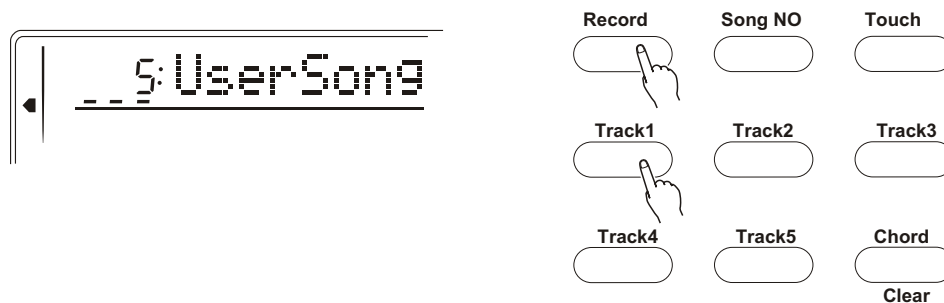 5: UserSong
Record Song NO Touch
Track1 Track2 Track3
Track4 Track5 Chord
Clear